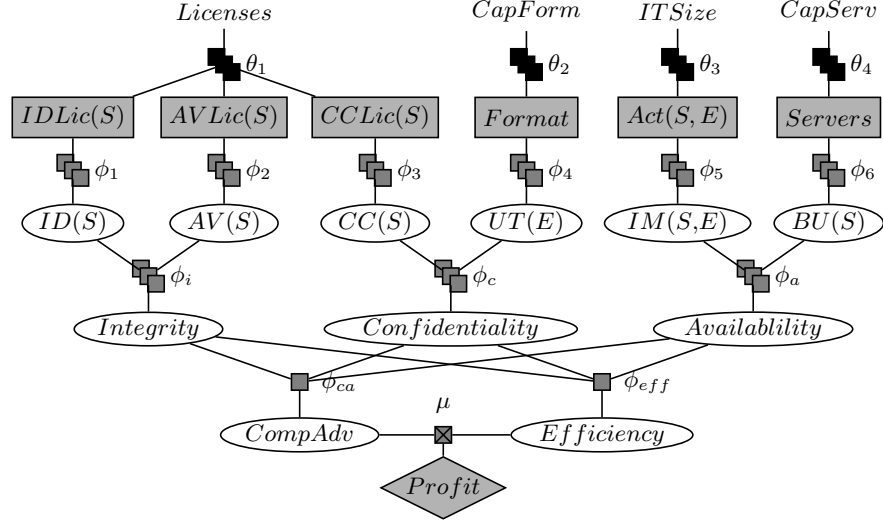 Licenses CapForm ITSize CapServ
θ1 θ2 θ3 θ4
IDLic(S) AVLic(S) CCLic(S) Format Act(S, E) Servers
ϕ1 ϕ2 ϕ3 ϕ4 ϕ5 ϕ6
ID(S) AV(S) CC(S) UT(E) IM(S,E) BU(S)
ϕi ϕc ϕa
Integrity Confidentiality Availablility
ϕca ϕeff
μ
CompAdv Efficiency
Profit